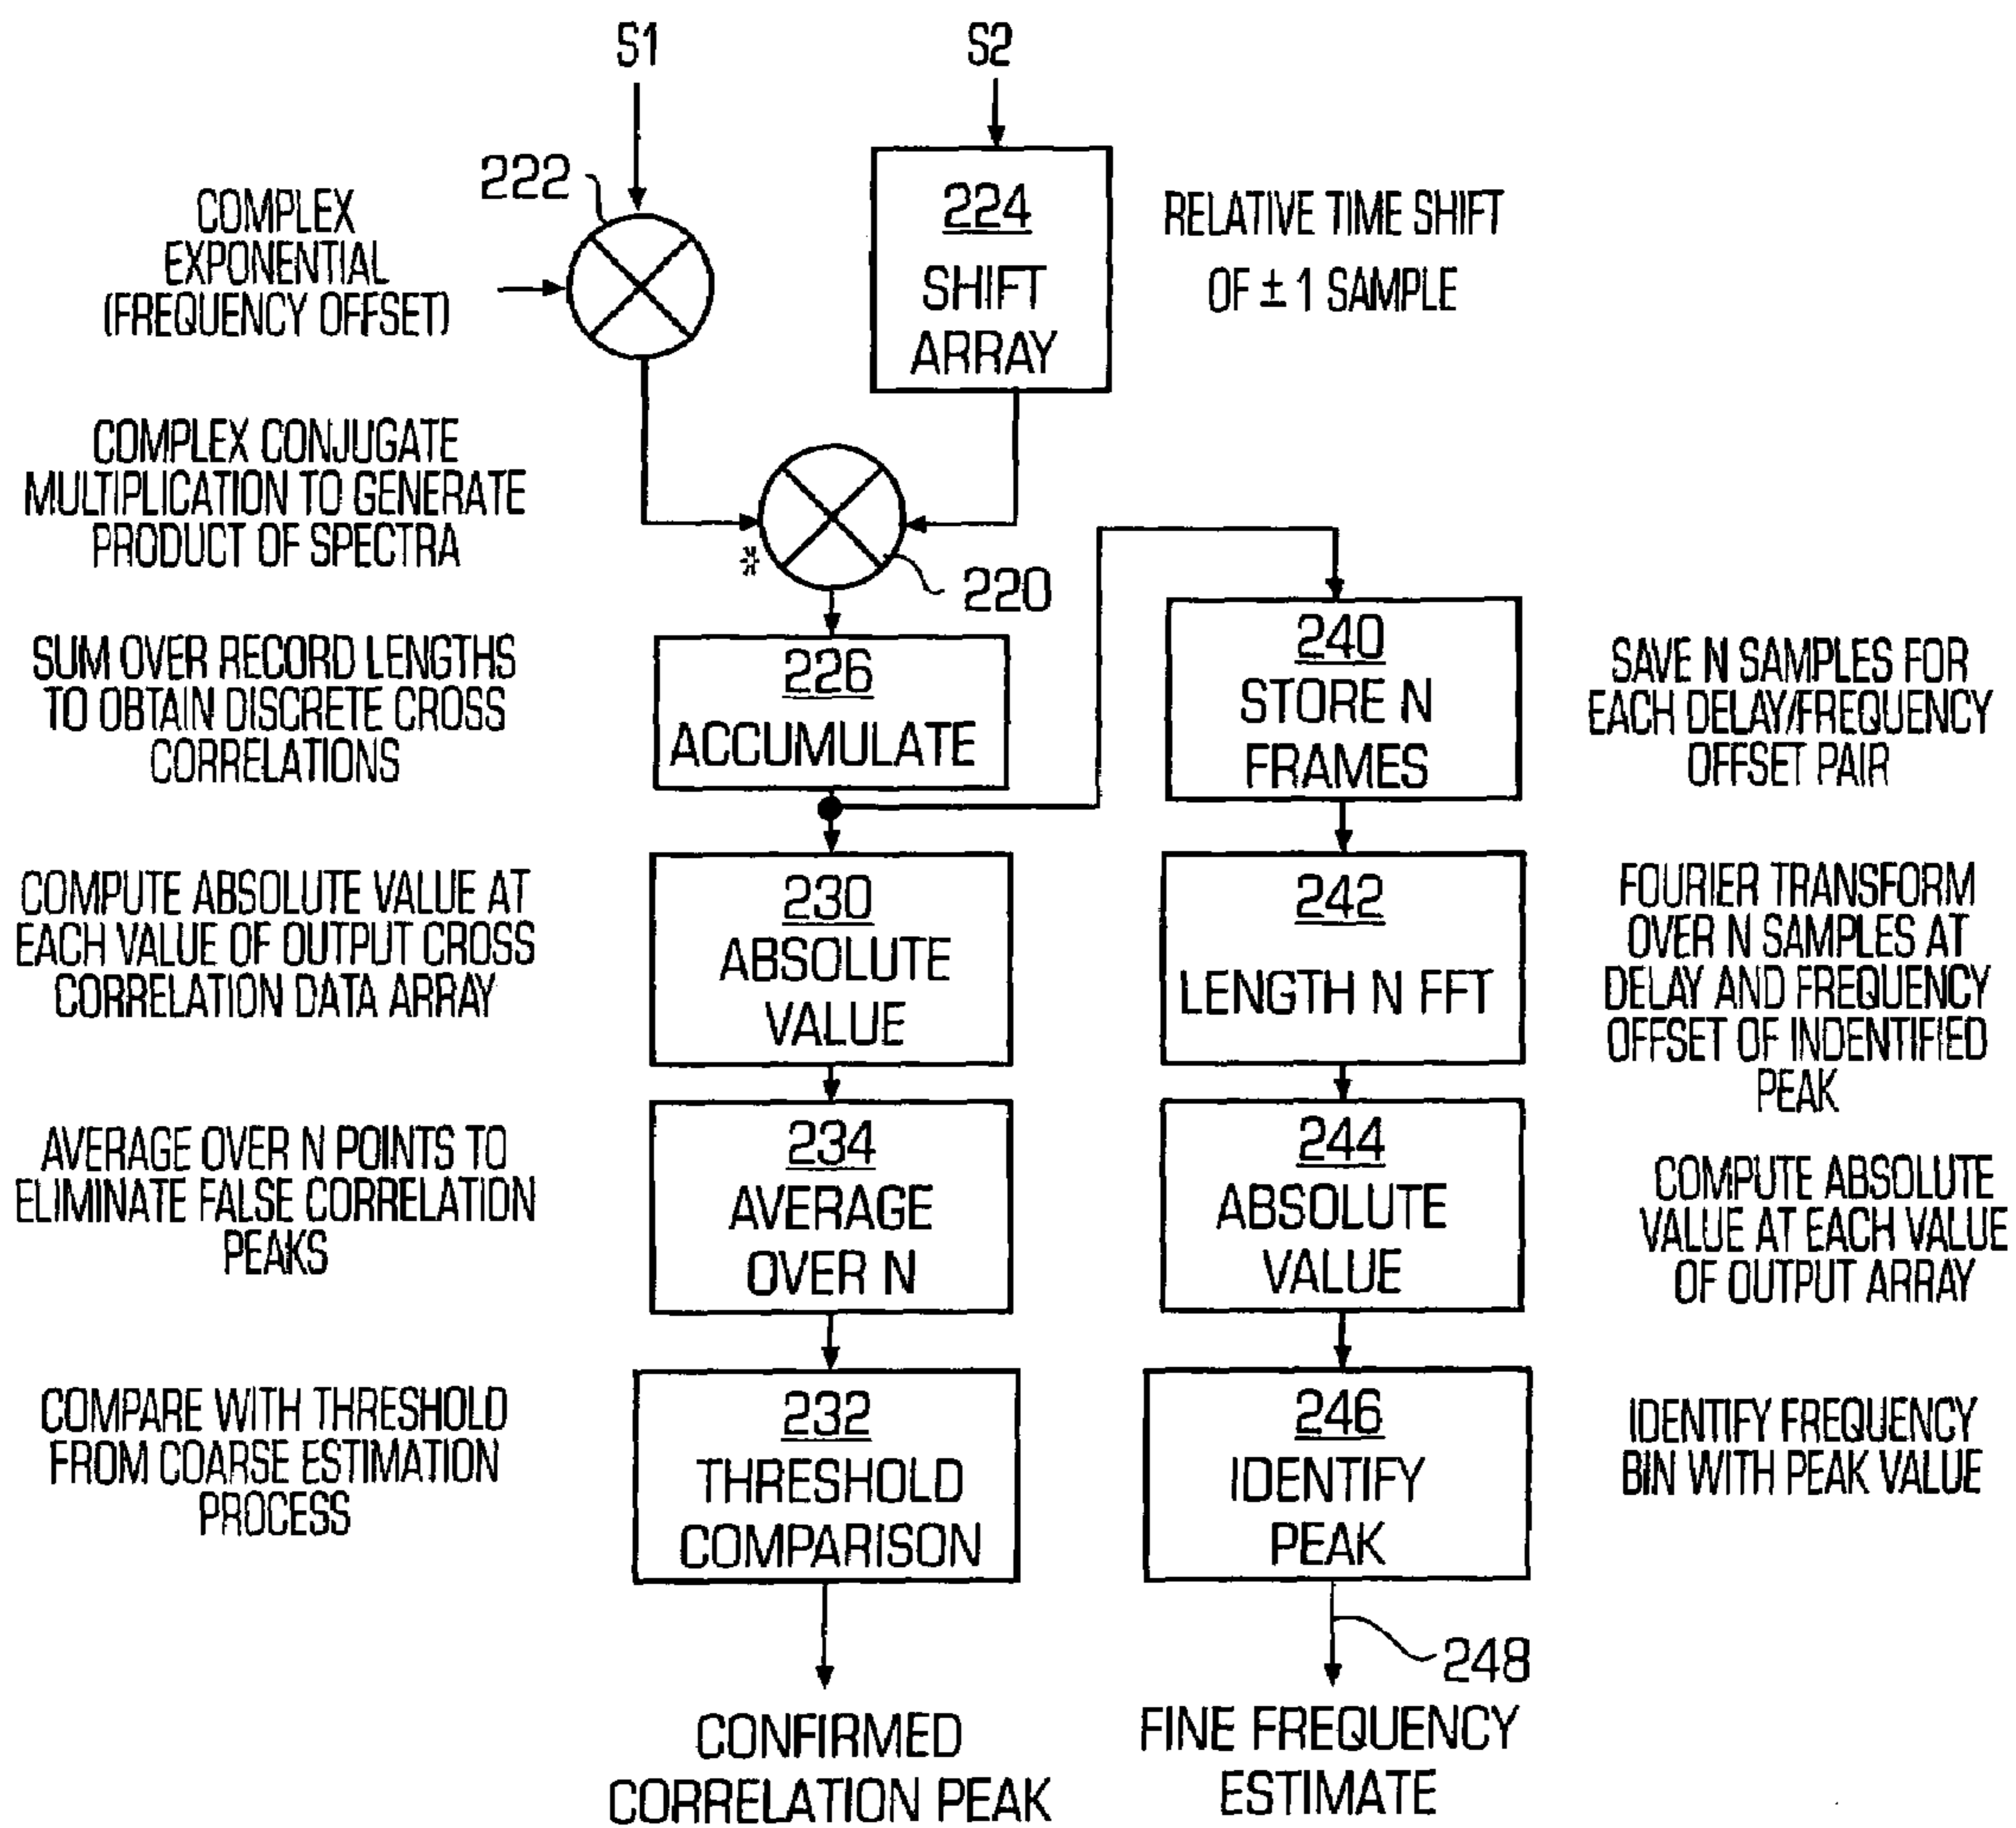 S1
S2
222
COMPLEX
EXPONENTIAL
(FREQUENCY OFFSET)
224
SHIFT
ARRAY
RELATIVE TIME SHIFT
OF ± 1 SAMPLE
COMPLEX CONJUGATE
MULTIPLICATION TO GENERATE
PRODUCT OF SPECTRA
*
220
SUM OVER RECORD LENGTHS
TO OBTAIN DISCRETE CROSS
CORRELATIONS
226
ACCUMULATE
240
STORE N
FRAMES
SAVE N SAMPLES FOR
EACH DELAY/FREQUENCY
OFFSET PAIR
COMPUTE ABSOLUTE VALUE AT
EACH VALUE OF OUTPUT CROSS
CORRELATION DATA ARRAY
230
ABSOLUTE
VALUE
242
LENGTH N FFT
FOURIER TRANSFORM
OVER N SAMPLES AT
DELAY AND FREQUENCY
OFFSET OF INDENTIFIED
PEAK
AVERAGE OVER N POINTS TO
ELIMINATE FALSE CORRELATION
PEAKS
234
AVERAGE
OVER N
244
ABSOLUTE
VALUE
COMPUTE ABSOLUTE
VALUE AT EACH VALUE
OF OUTPUT ARRAY
COMPARE WITH THRESHOLD
FROM COARSE ESTIMATION
PROCESS
232
THRESHOLD
COMPARISON
246
IDENTIFY
PEAK
IDENTIFY FREQUENCY
BIN WITH PEAK VALUE
248
CONFIRMED
CORRELATION PEAK
FINE FREQUENCY
ESTIMATE